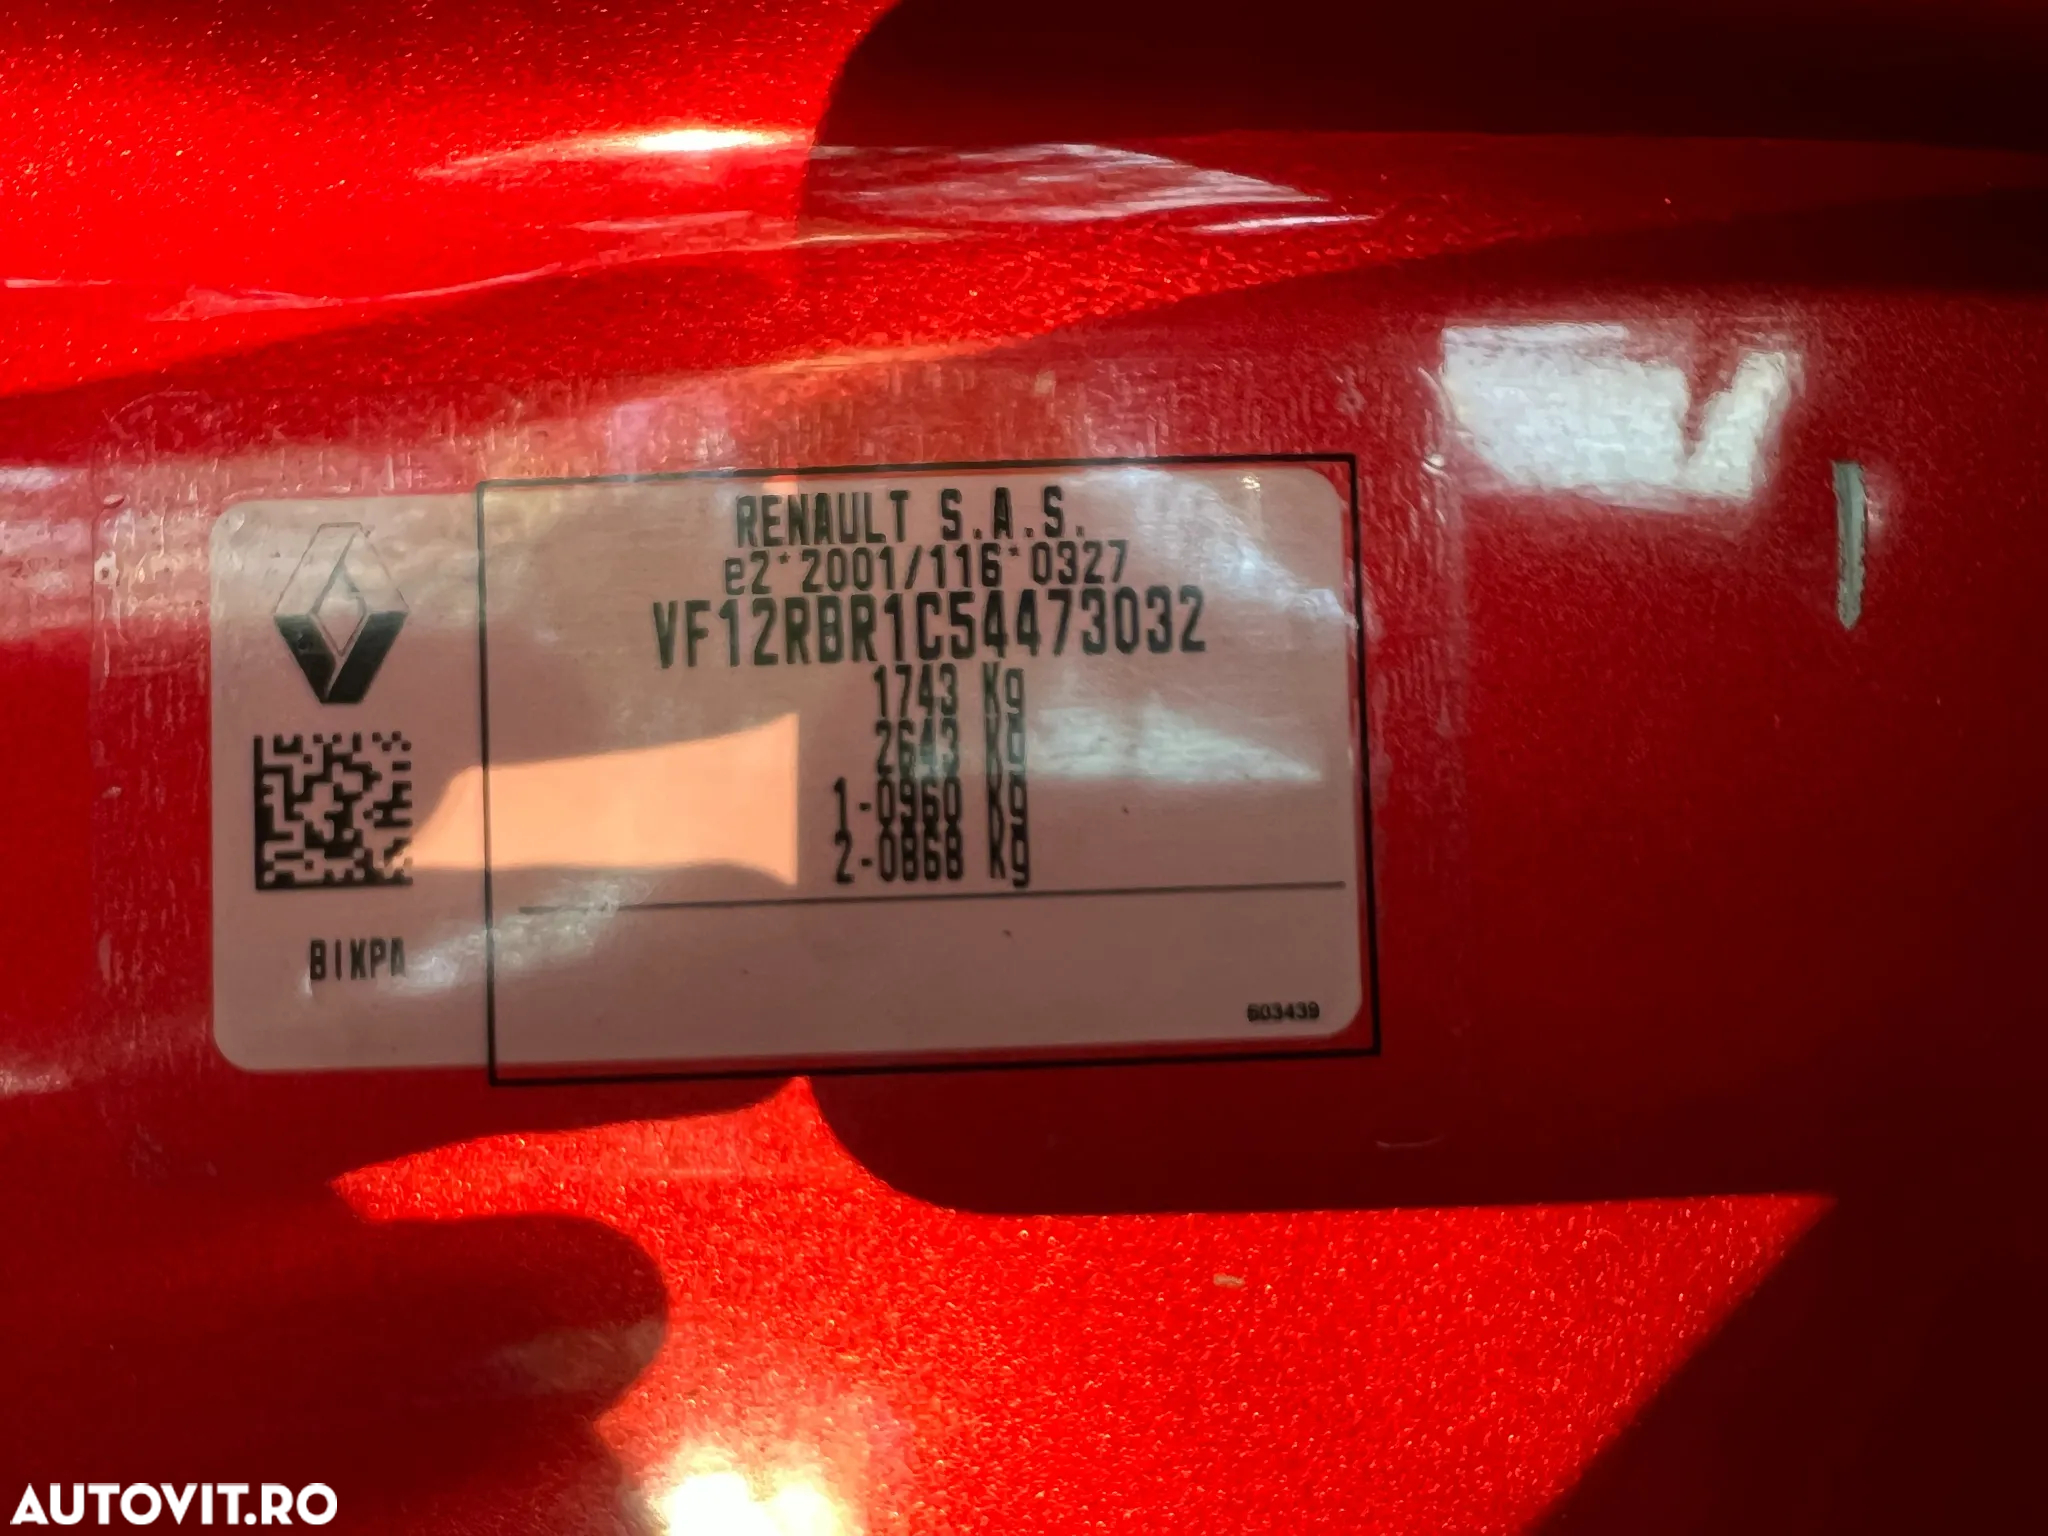 RENAULT S.A.S.
e2*2001/116*0327
VF12RBR1C54473032
1743 Kg
2643 Kg
1-0960 Kg
2-0868 Kg
BIXPA
603439
AUTOVIT.RO